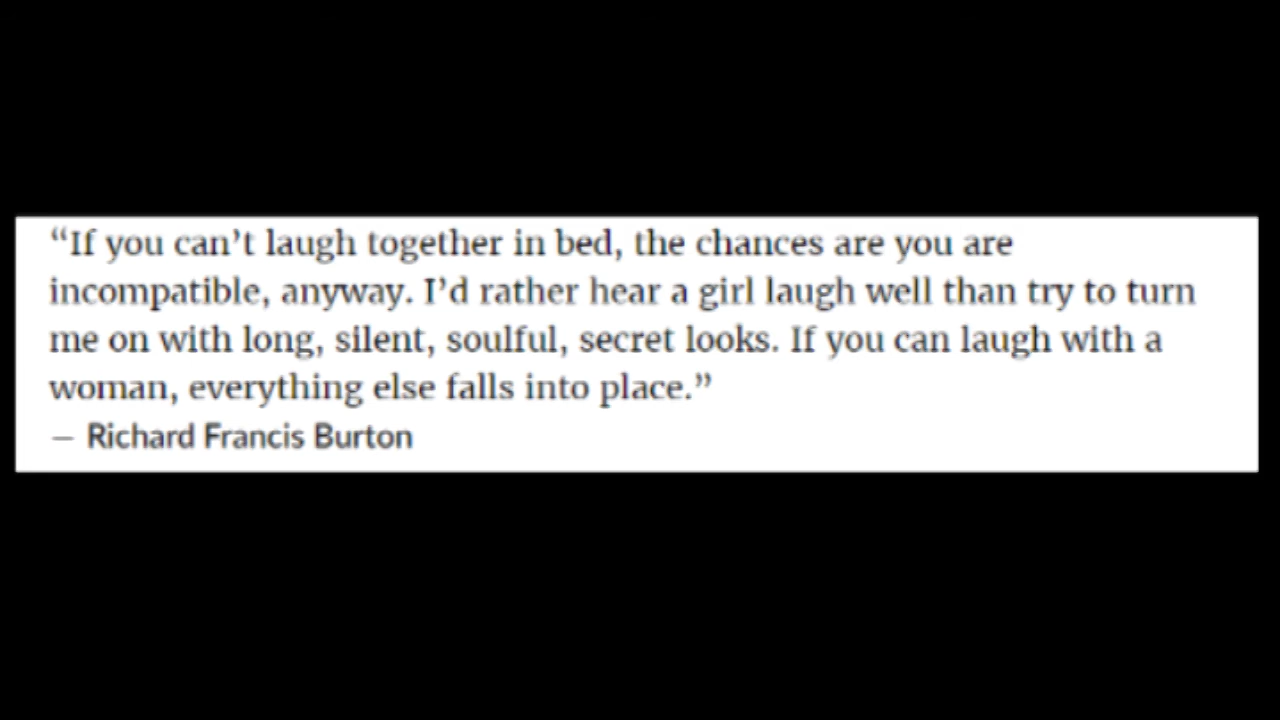 “If you can’t laugh together in bed, the chances are you are
incompatible, anyway. I’d rather hear a girl laugh well than try to turn
me on with long, silent, soulful, secret looks. If you can laugh with a
woman, everything else falls into place.”
— Richard Francis Burton